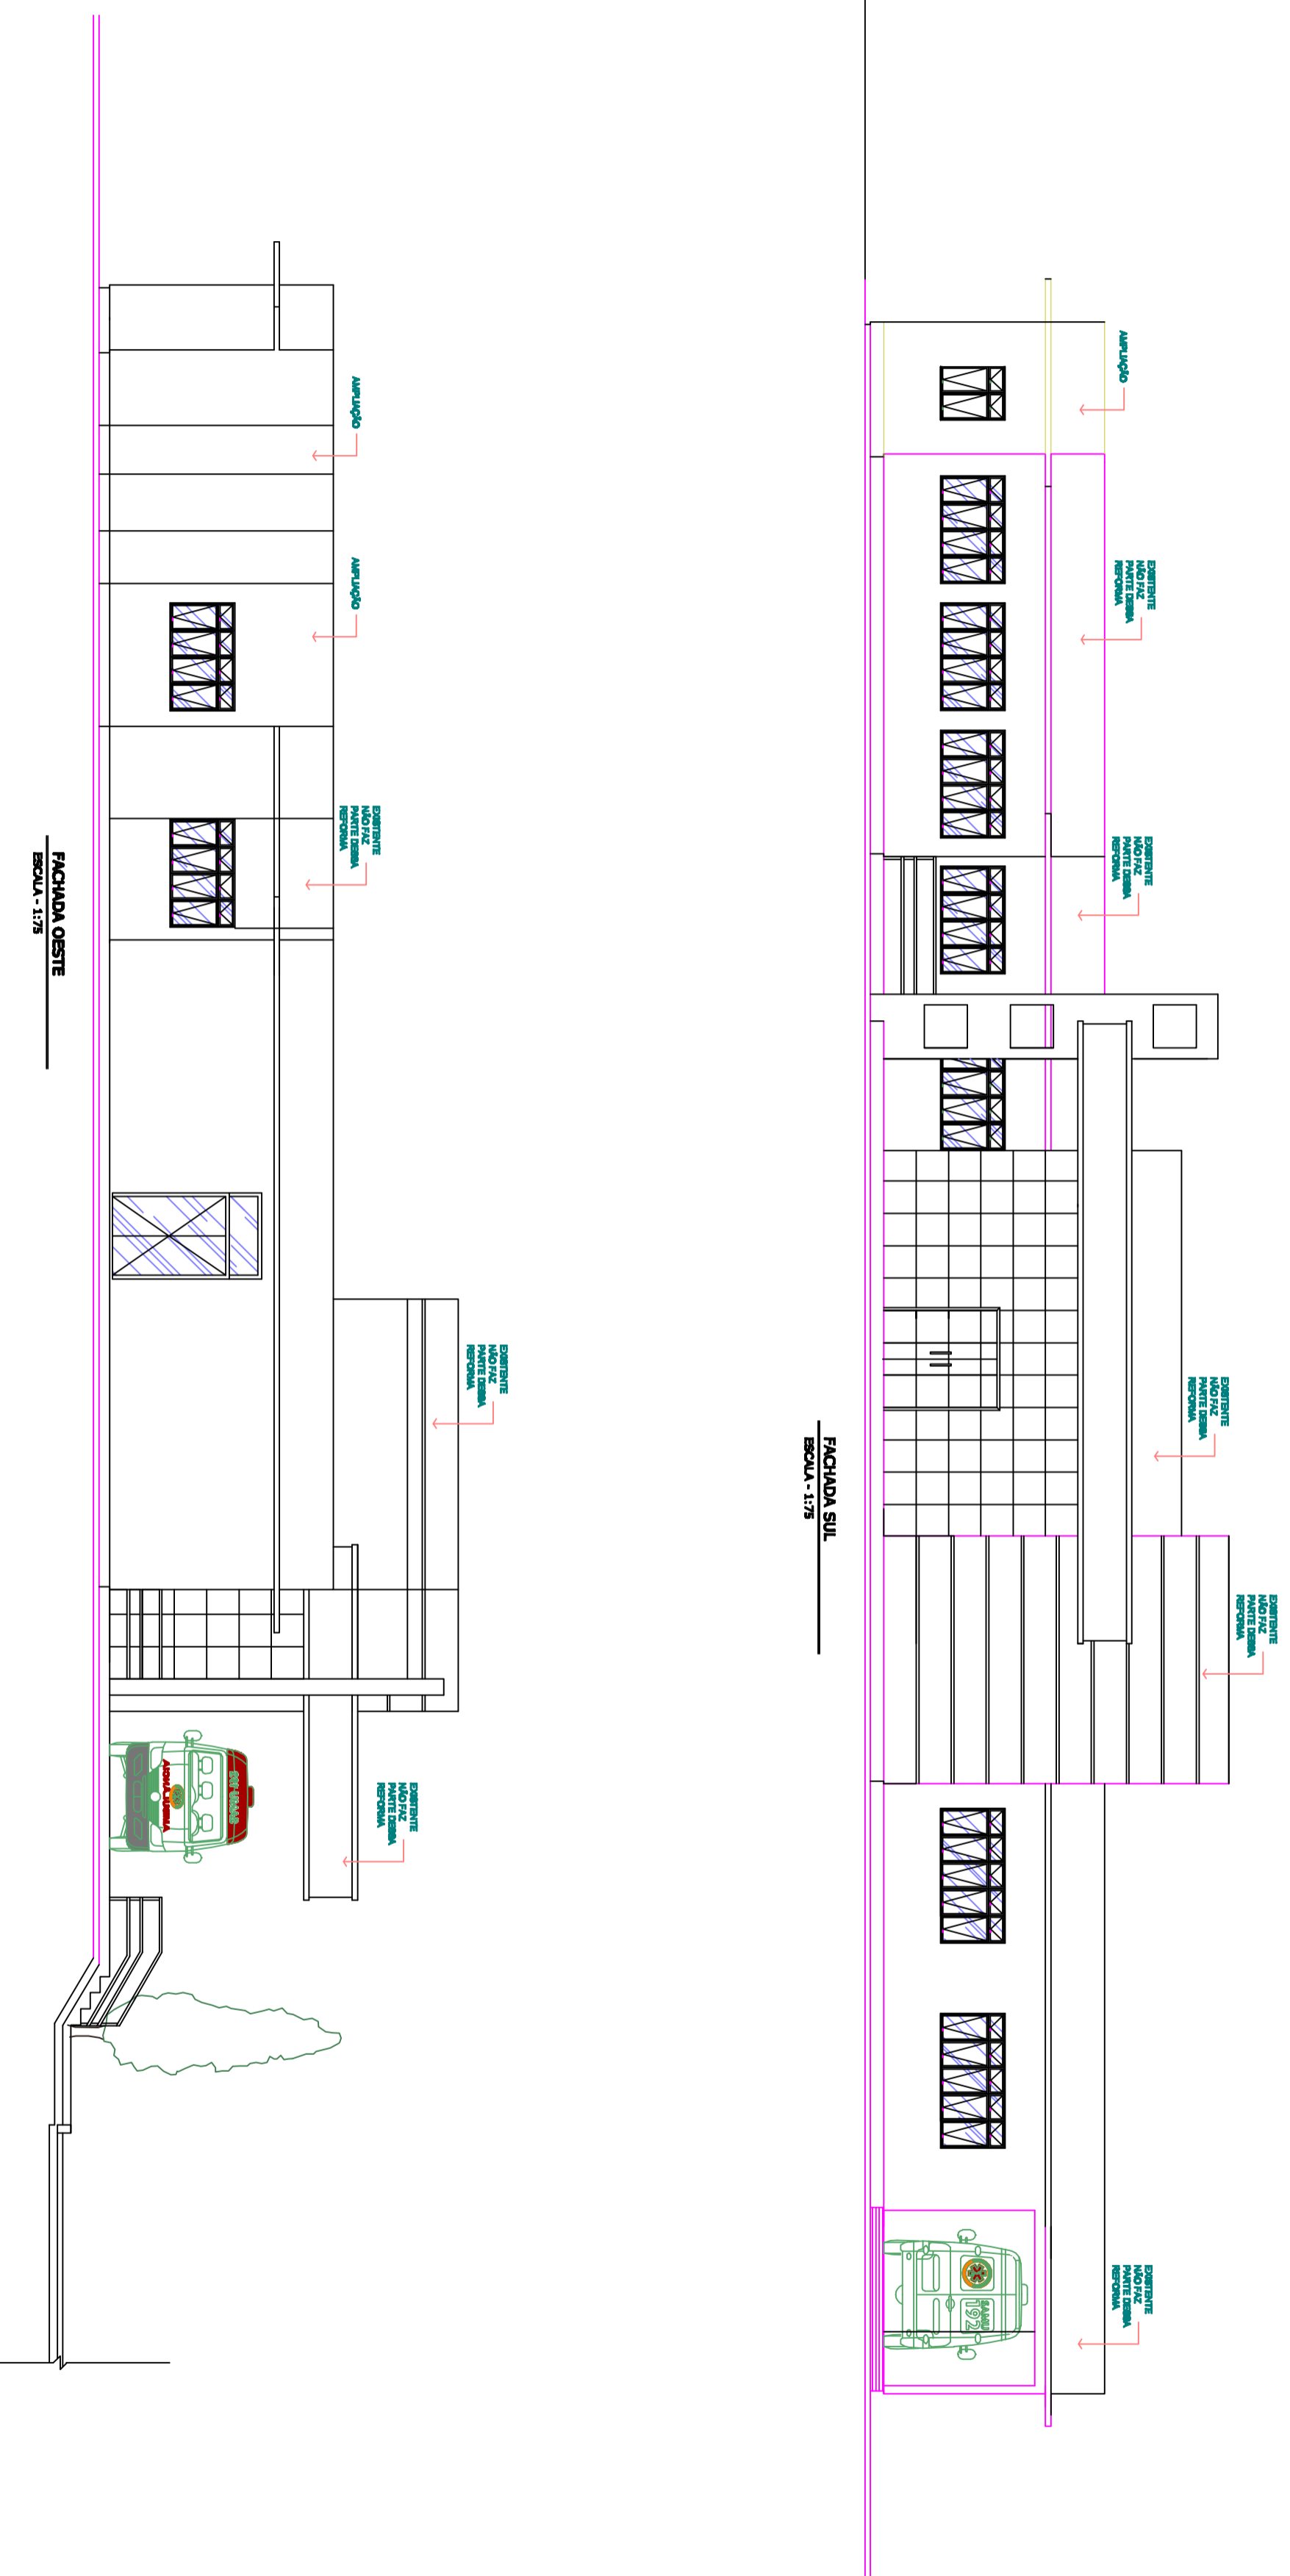 AMPLIAÇÃO
EXISTENTE
NÃO FAZ
PARTE DESSA
REFORMA
EXISTENTE
NÃO FAZ
PARTE DESSA
REFORMA
EXISTENTE
NÃO FAZ
PARTE DESSA
REFORMA
EXISTENTE
NÃO FAZ
PARTE DESSA
REFORMA
EXISTENTE
NÃO FAZ
PARTE DESSA
REFORMA
SAMU
192
FACHADA SUL
ESCALA - 1:75
AMPLIAÇÃO
AMPLIAÇÃO
EXISTENTE
NÃO FAZ
PARTE DESSA
REFORMA
EXISTENTE
NÃO FAZ
PARTE DESSA
REFORMA
EXISTENTE
NÃO FAZ
PARTE DESSA
REFORMA
FACHADA OESTE
ESCALA - 1:75